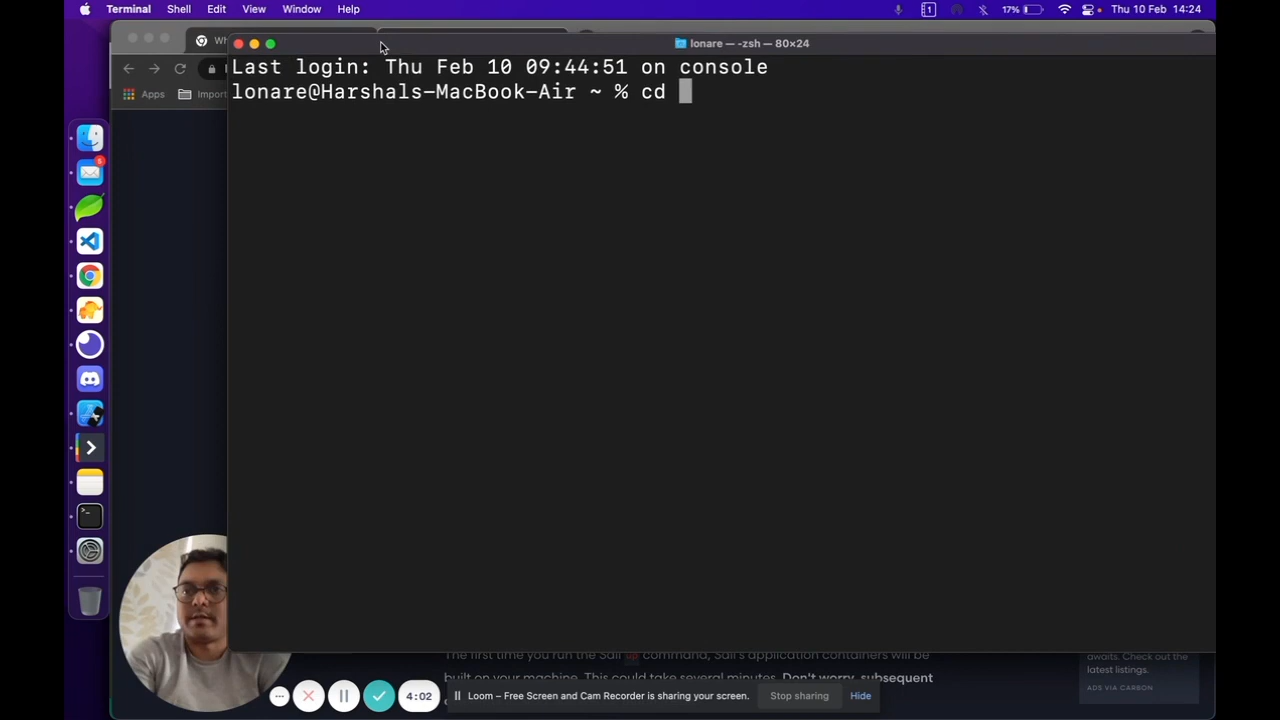 Terminal Shell Edit View Window Help 1 17% Thu 10 Feb 14:24
lonare — -zsh — 80×24
Apps
Last login: Thu Feb 10 09:44:51 on console
lonare@Harshals-MacBook-Air ~ % cd
5
The first time you run the Sail up command, Sail's application containers will be
built on your machine. This could take several minutes. Don't worry, subsequent
awaits. Check out the
latest listings.
ADS VIA CARBON
4:02
Loom – Free Screen and Cam Recorder is sharing your screen. Stop sharing Hide